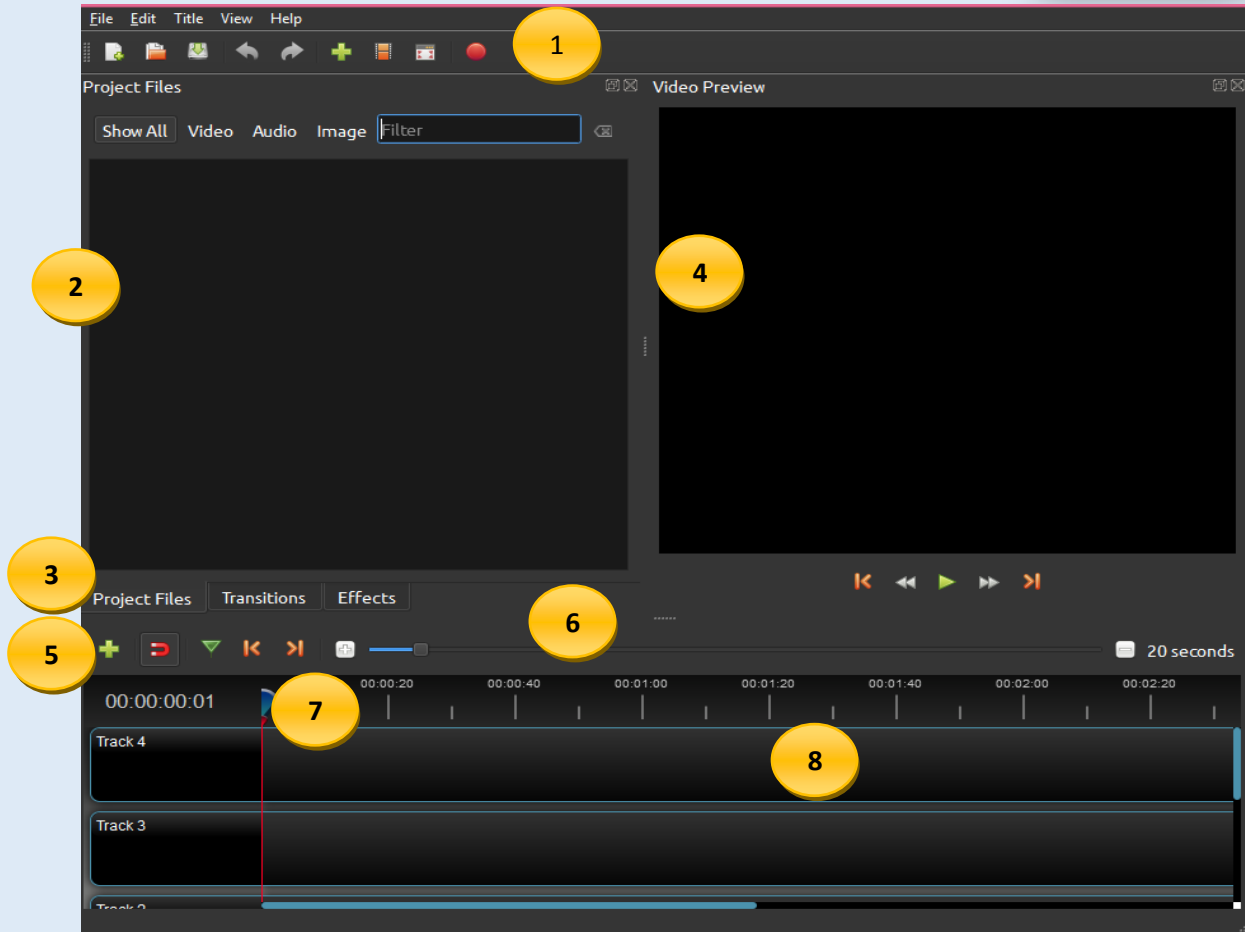 File Edit Title View Help
1
Project Files
Video Preview
Show All Video Audio Image Filter
2
4
3
Project Files Transitions Effects
6
5
20 seconds
00:00:20 00:00:40 00:01:00 00:01:20 00:01:40 00:02:00 00:02:20
00:00:00:01
7
Track 4
8
Track 3